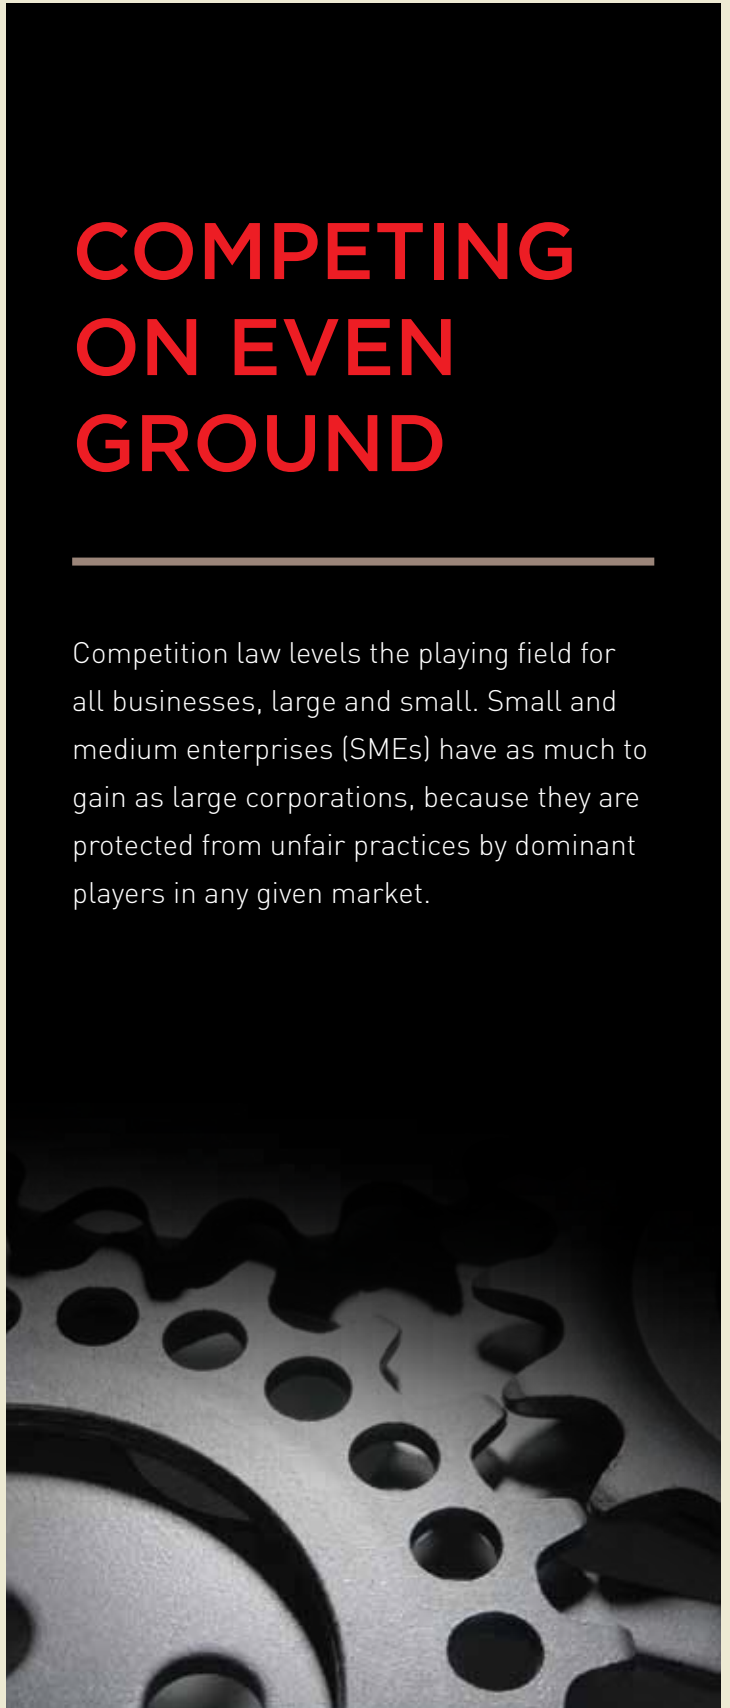 COMPETING
ON EVEN
GROUND
Competition law levels the playing field for
all businesses, large and small. Small and
medium enterprises (SMEs) have as much to
gain as large corporations, because they are
protected from unfair practices by dominant
players in any given market.